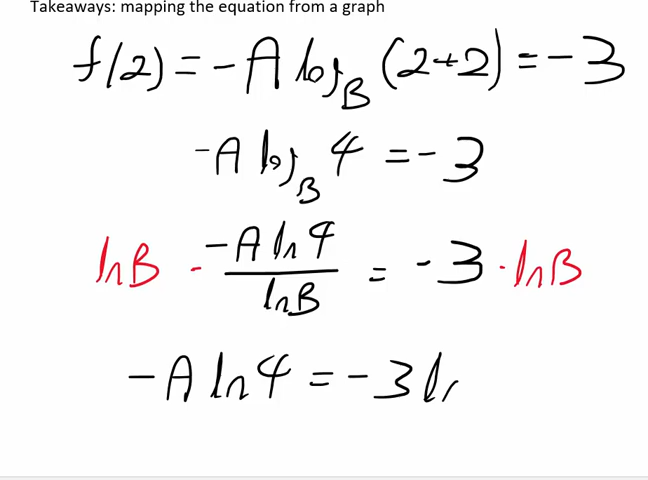 Takeaways: mapping the equation from a graph
f(2) = -A log_B (2+2) = -3
-A log_B 4 = -3
ln B · (-A ln 4)/(ln B) = -3 · ln B
-A ln 4 = -3 ln